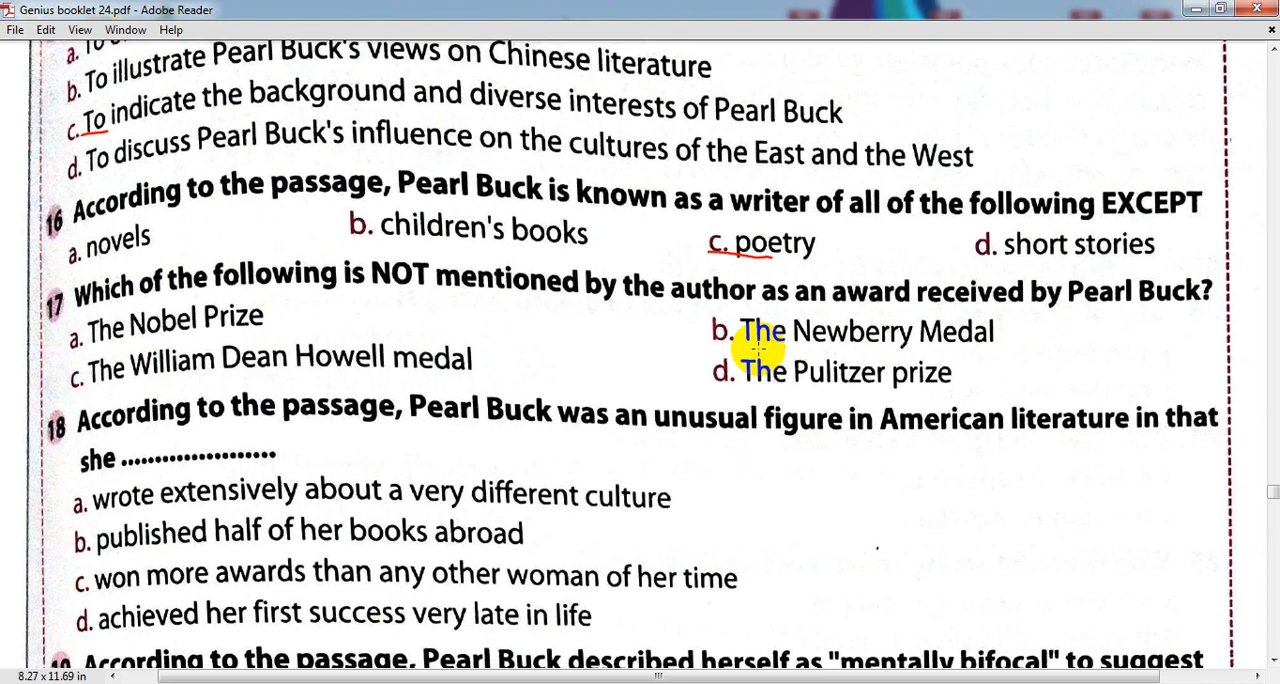 Genius booklet 24.pdf - Adobe Reader
File Edit View Window Help
a. To
b. To illustrate Pearl Buck's views on Chinese literature
c. To indicate the background and diverse interests of Pearl Buck
d. To discuss Pearl Buck's influence on the cultures of the East and the West
16 According to the passage, Pearl Buck is known as a writer of all of the following EXCEPT
a. novels b. children's books c. poetry d. short stories
17 Which of the following is NOT mentioned by the author as an award received by Pearl Buck?
a. The Nobel Prize b. The Newberry Medal
c. The William Dean Howell medal d. The Pulitzer prize
18 According to the passage, Pearl Buck was an unusual figure in American literature in that
she .....................
a. wrote extensively about a very different culture
b. published half of her books abroad
c. won more awards than any other woman of her time
d. achieved her first success very late in life
19 According to the passage, Pearl Buck described herself as "mentally bifocal" to suggest
8.27 x 11.69 in